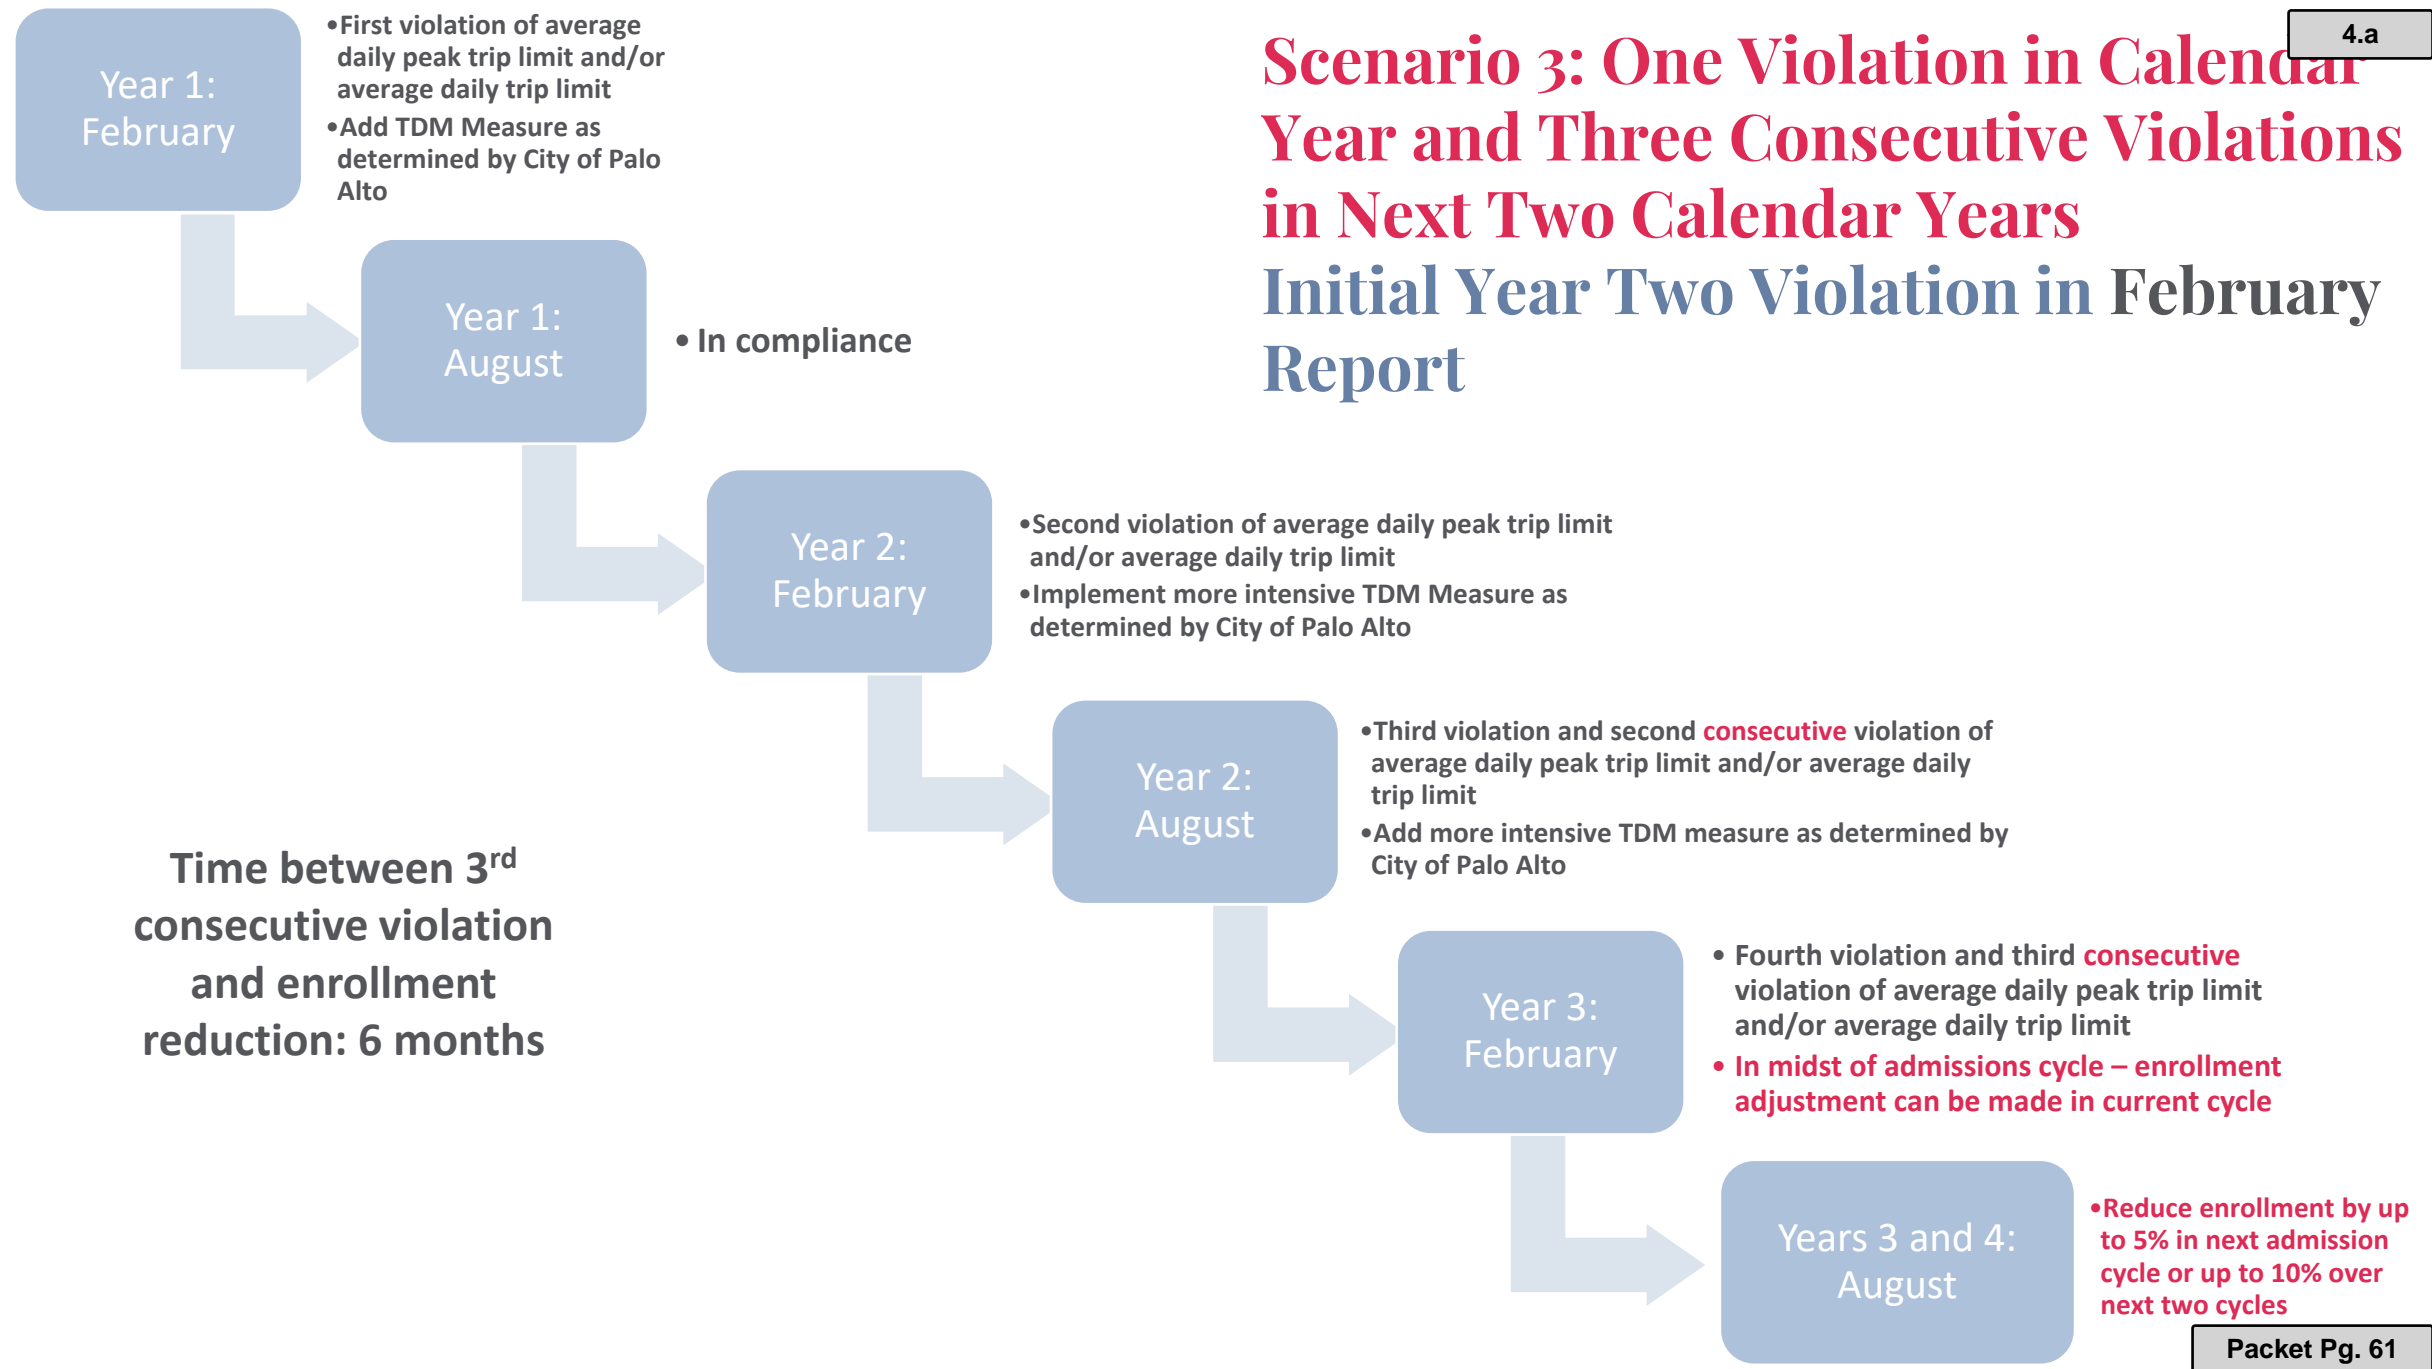 4.a
Scenario 3: One Violation in Calendar
Year and Three Consecutive Violations
in Next Two Calendar Years
Initial Year Two Violation in February
Report
Year 1:
February
•First violation of average
daily peak trip limit and/or
average daily trip limit
•Add TDM Measure as
determined by City of Palo
Alto
Year 1:
August
• In compliance
Year 2:
February
•Second violation of average daily peak trip limit
and/or average daily trip limit
•Implement more intensive TDM Measure as
determined by City of Palo Alto
Year 2:
August
•Third violation and second consecutive violation of
average daily peak trip limit and/or average daily
trip limit
•Add more intensive TDM measure as determined by
City of Palo Alto
Time between 3rd
consecutive violation
and enrollment
reduction: 6 months
Year 3:
February
• Fourth violation and third consecutive
violation of average daily peak trip limit
and/or average daily trip limit
• In midst of admissions cycle – enrollment
adjustment can be made in current cycle
Years 3 and 4:
August
•Reduce enrollment by up
to 5% in next admission
cycle or up to 10% over
next two cycles
Packet Pg. 61